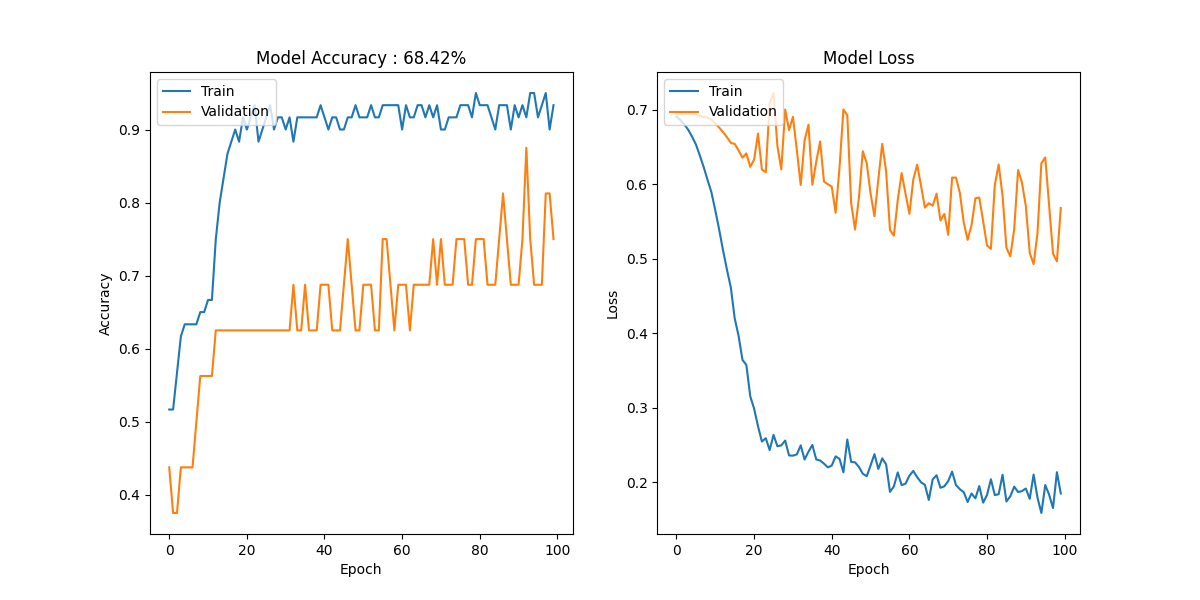 Model Accuracy : 68.42%
Train
Validation
0.9
0.8
0.7
0.6
0.5
0.4
Accuracy
0 20 40 60 80 100
Epoch
Model Loss
Train
Validation
0.7
0.6
0.5
0.4
0.3
0.2
Loss
0 20 40 60 80 100
Epoch